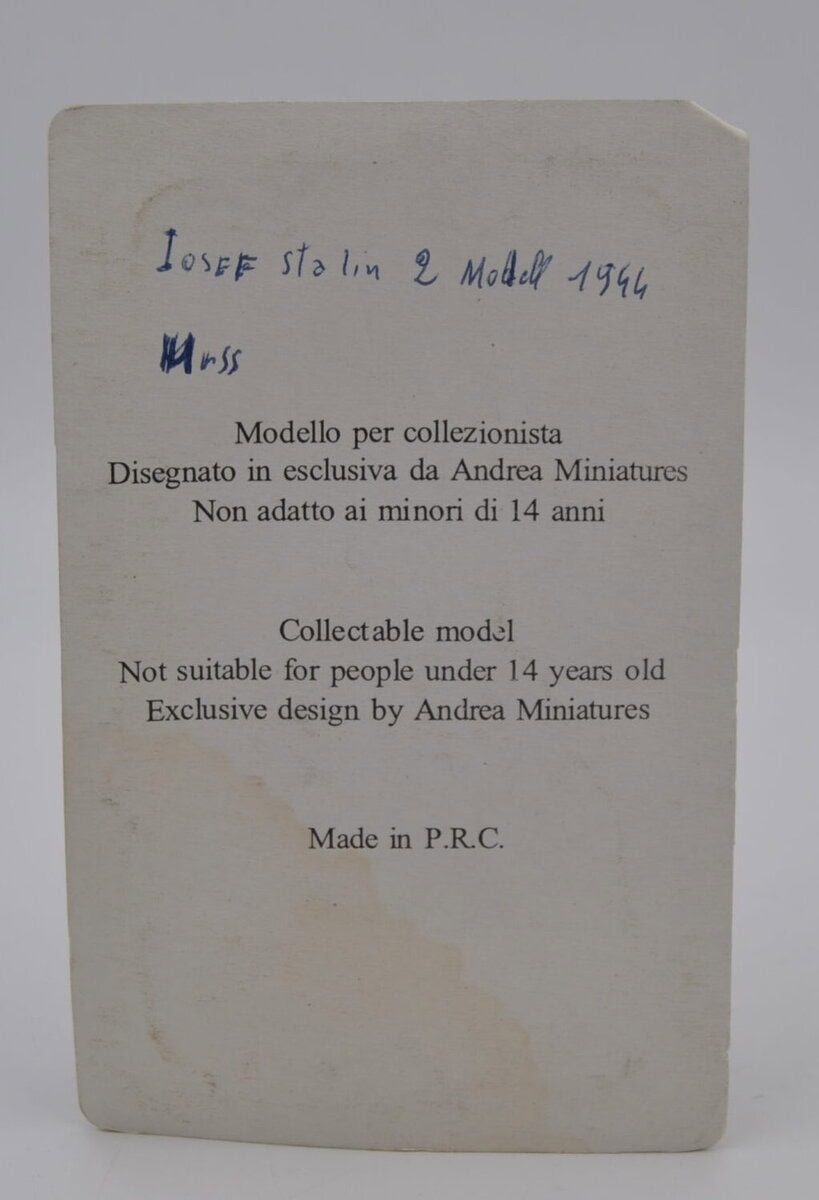 Iosef Stalin 2 Modell 1944
Modello per collezionista
Disegnato in esclusiva da Andrea Miniatures
Non adatto ai minori di 14 anni
Collectable model
Not suitable for people under 14 years old
Exclusive design by Andrea Miniatures
Made in P.R.C.